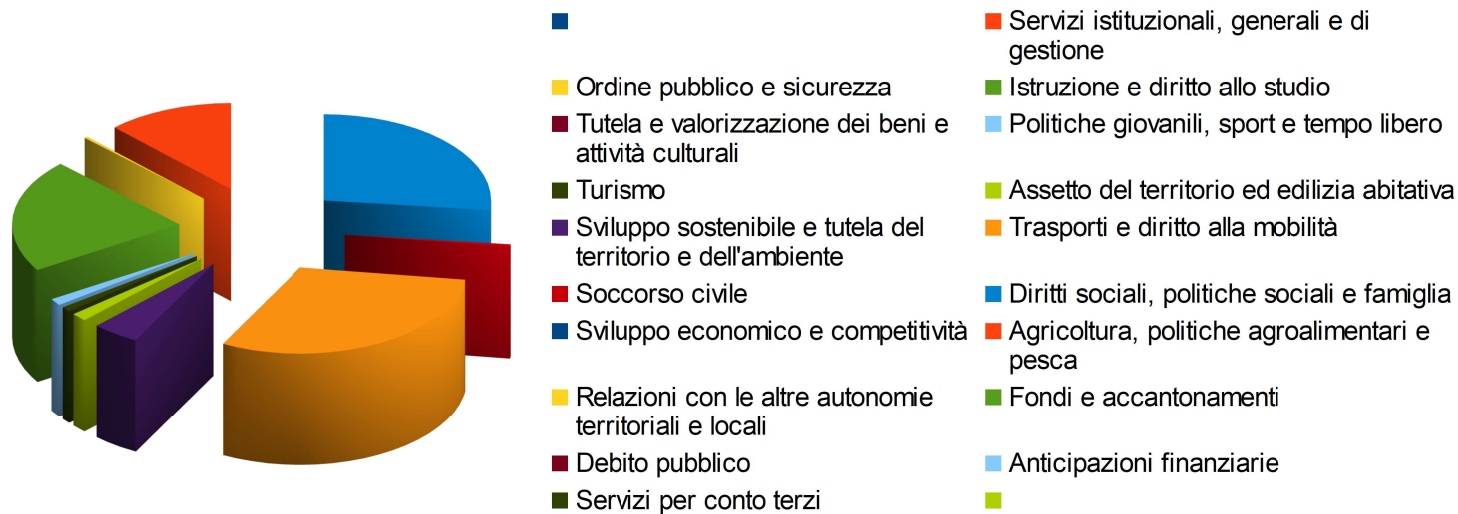 Servizi istituzionali, generali e di
gestione
Ordine pubblico e sicurezza
Istruzione e diritto allo studio
Tutela e valorizzazione dei beni e
attività culturali
Politiche giovanili, sport e tempo libero
Turismo
Assetto del territorio ed edilizia abitativa
Sviluppo sostenibile e tutela del
territorio e dell'ambiente
Trasporti e diritto alla mobilità
Soccorso civile
Diritti sociali, politiche sociali e famiglia
Sviluppo economico e competitività
Agricoltura, politiche agroalimentari e
pesca
Relazioni con le altre autonomie
territoriali e locali
Fondi e accantonamenti
Debito pubblico
Anticipazioni finanziarie
Servizi per conto terzi